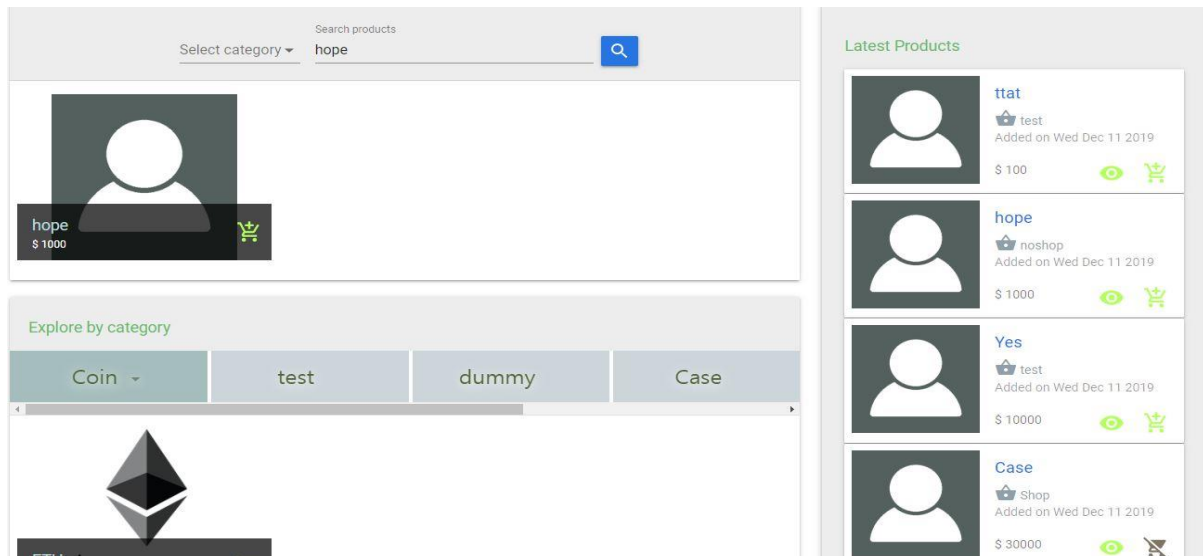 Search products
Select category
hope
hope
$ 1000
Explore by category
Coin
test
dummy
Case
Latest Products
ttat
test
Added on Wed Dec 11 2019
$ 100
hope
noshop
Added on Wed Dec 11 2019
$ 1000
Yes
test
Added on Wed Dec 11 2019
$ 10000
Case
Shop
Added on Wed Dec 11 2019
$ 30000